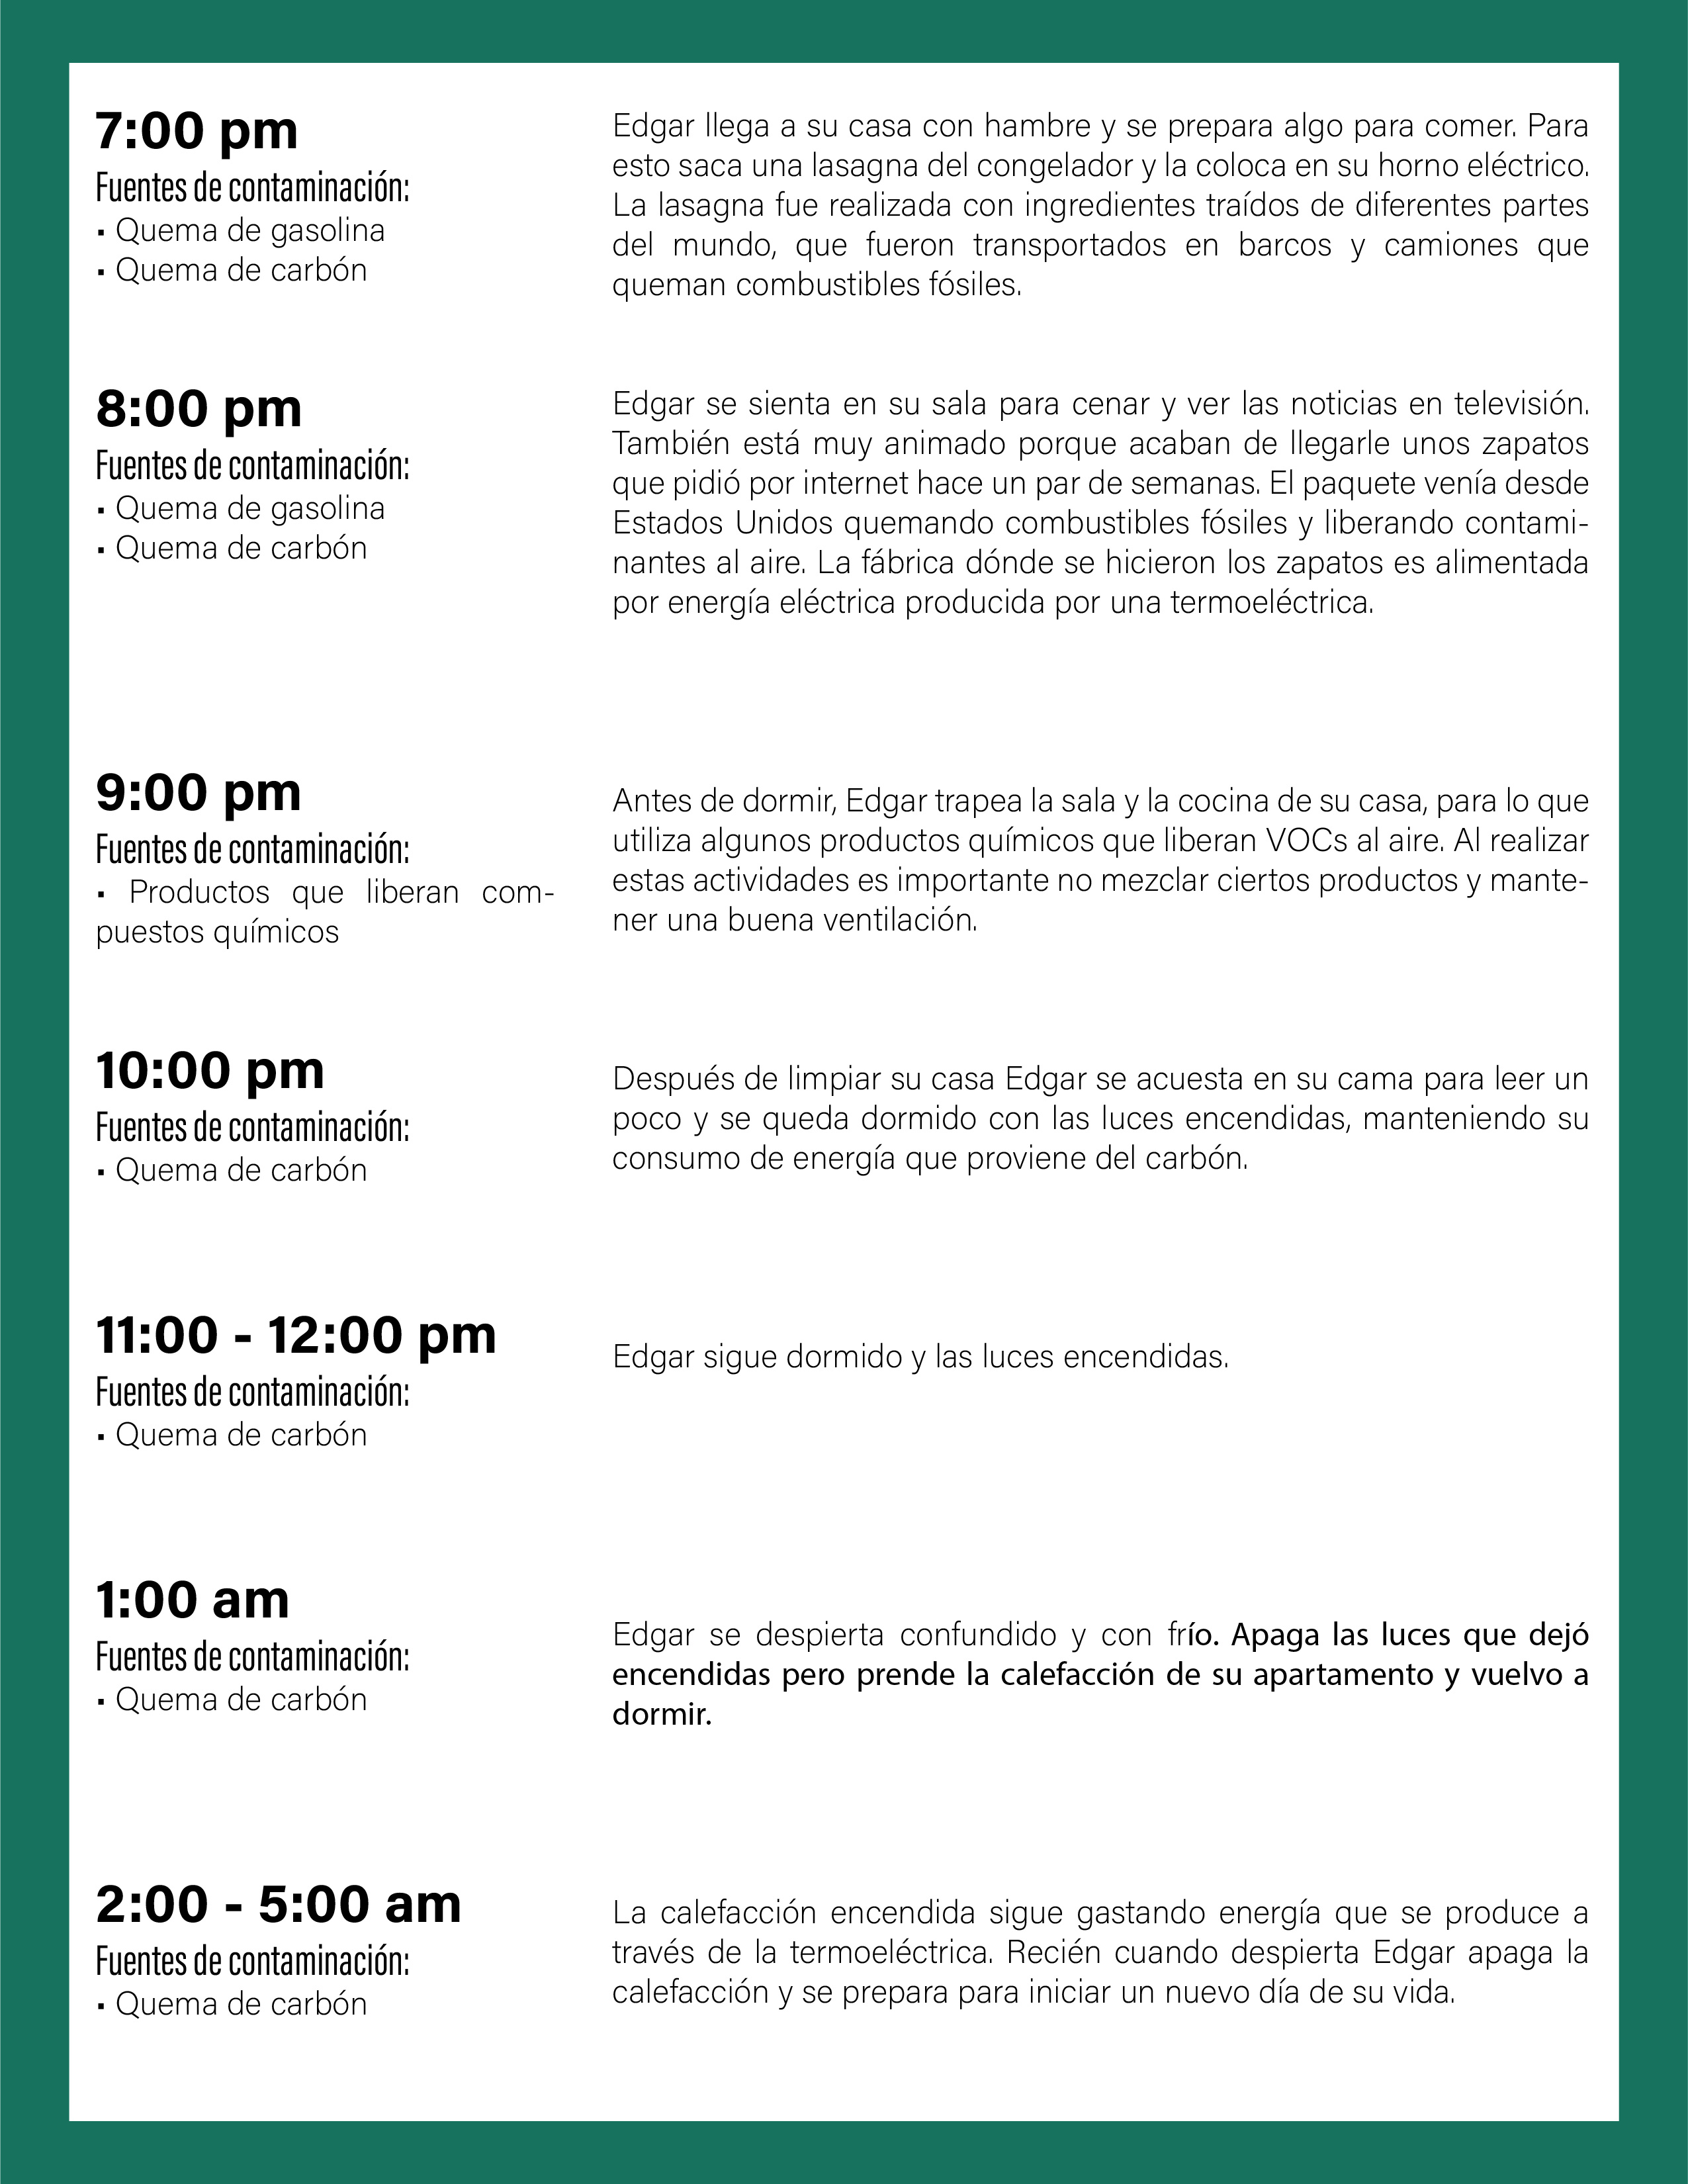 7:00 pm
Fuentes de contaminación:
• Quema de gasolina
• Quema de carbón
Edgar llega a su casa con hambre y se prepara algo para comer. Para
esto saca una lasagna del congelador y la coloca en su horno eléctrico.
La lasagna fue realizada con ingredientes traídos de diferentes partes
del mundo, que fueron transportados en barcos y camiones que
queman combustibles fósiles.
8:00 pm
Fuentes de contaminación:
• Quema de gasolina
• Quema de carbón
Edgar se sienta en su sala para cenar y ver las noticias en televisión.
También está muy animado porque acaban de llegarle unos zapatos
que pidió por internet hace un par de semanas. El paquete venía desde
Estados Unidos quemando combustibles fósiles y liberando contami-
nantes al aire. La fábrica dónde se hicieron los zapatos es alimentada
por energía eléctrica producida por una termoeléctrica.
9:00 pm
Fuentes de contaminación:
• Productos que liberan com-
puestos químicos
Antes de dormir, Edgar trapea la sala y la cocina de su casa, para lo que
utiliza algunos productos químicos que liberan VOCs al aire. Al realizar
estas actividades es importante no mezclar ciertos productos y mante-
ner una buena ventilación.
10:00 pm
Fuentes de contaminación:
• Quema de carbón
Después de limpiar su casa Edgar se acuesta en su cama para leer un
poco y se queda dormido con las luces encendidas, manteniendo su
consumo de energía que proviene del carbón.
11:00 - 12:00 pm
Fuentes de contaminación:
• Quema de carbón
Edgar sigue dormido y las luces encendidas.
1:00 am
Fuentes de contaminación:
• Quema de carbón
Edgar se despierta confundido y con frío. Apaga las luces que dejó
encendidas pero prende la calefacción de su apartamento y vuelvo a
dormir.
2:00 - 5:00 am
Fuentes de contaminación:
• Quema de carbón
La calefacción encendida sigue gastando energía que se produce a
través de la termoeléctrica. Recién cuando despierta Edgar apaga la
calefacción y se prepara para iniciar un nuevo día de su vida.